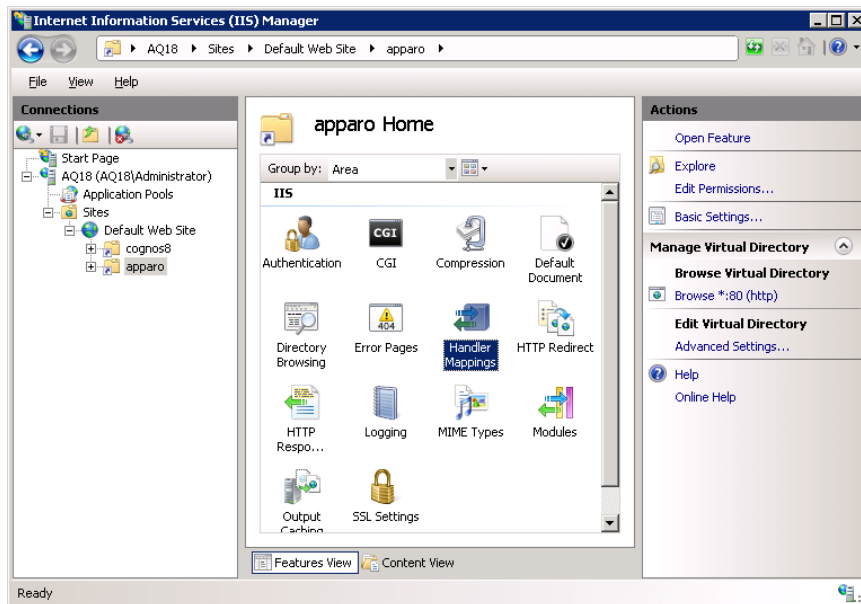 Internet Information Services (IIS) Manager
AQ18 Sites Default Web Site apparo
File View Help
Connections
Start Page
AQ18 (AQ18\Administrator)
Application Pools
Sites
Default Web Site
cognos8
apparo
apparo Home
Group by: Area
IIS
Authentication
CGI
CGI
Compression
Default
Document
Directory
Browsing
404
Error Pages
Handler
Mappings
HTTP Redirect
HTTP
Respo...
Logging
MIME Types
Modules
Output
Caching
SSL Settings
Features View Content View
Actions
Open Feature
Explore
Edit Permissions...
Basic Settings...
Manage Virtual Directory
Browse Virtual Directory
Browse *:80 (http)
Edit Virtual Directory
Advanced Settings...
Help
Online Help
Ready